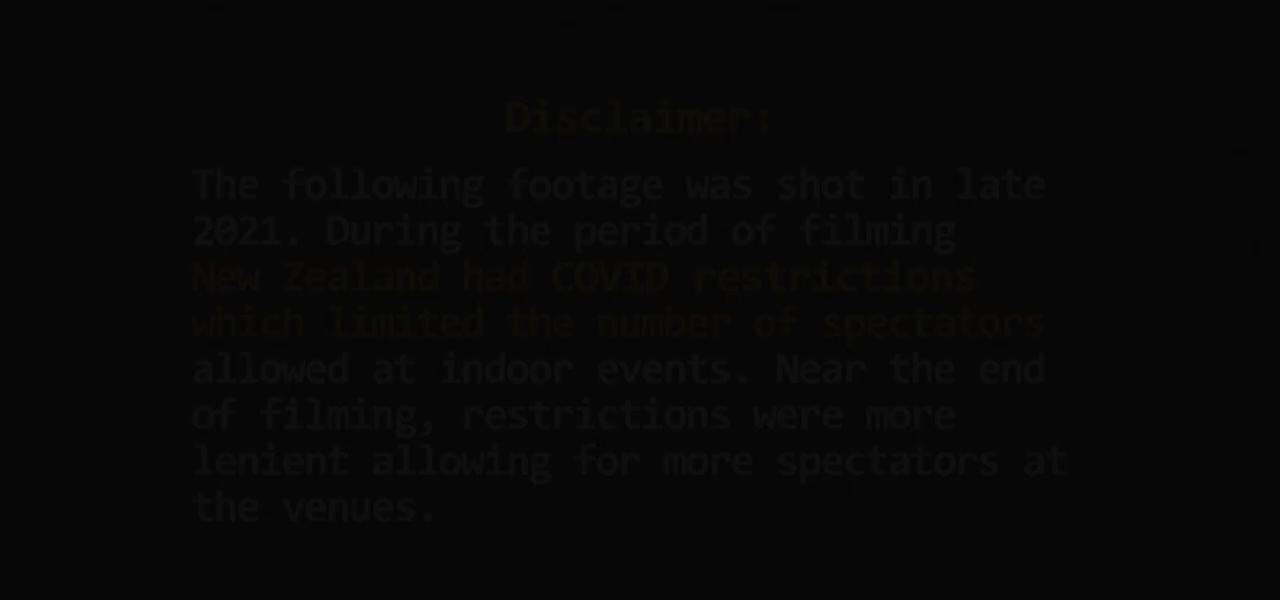 Disclaimer:
The following footage was shot in late
2021. During the period of filming
New Zealand had COVID restrictions
which limited the number of spectators
allowed at indoor events. Near the end
of filming, restrictions were more
lenient allowing for more spectators at
the venues.